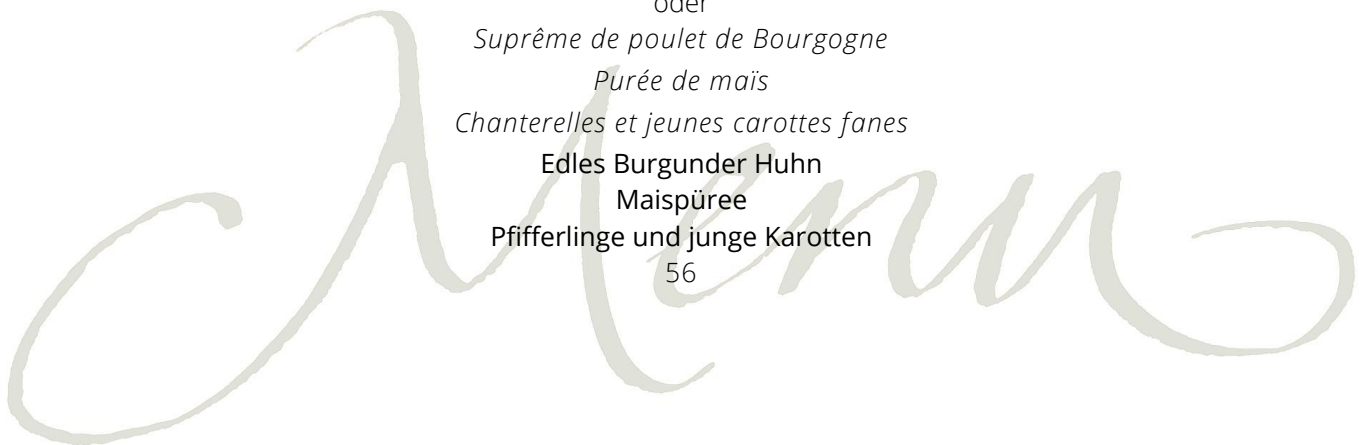 oder
Suprême de poulet de Bourgogne
Purée de maïs
Chanterelles et jeunes carottes fanes
Edles Burgunder Huhn
Maispüree
Pfifferlinge und junge Karotten
56
Menu